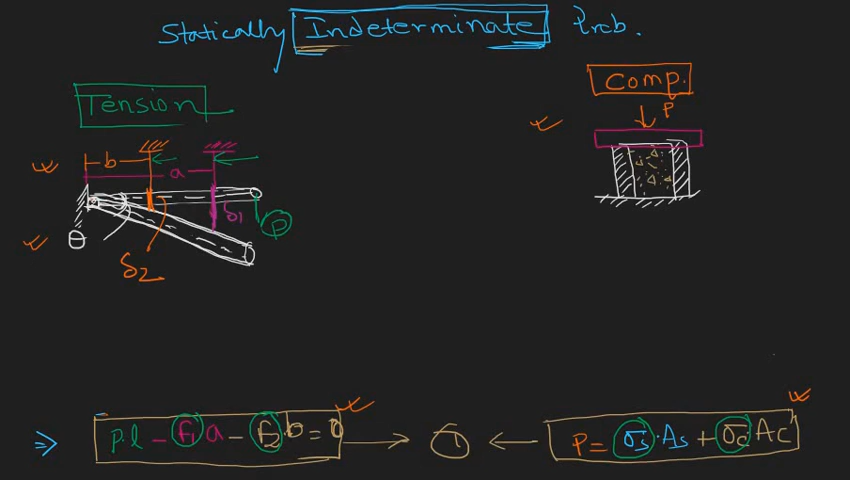 Statically Indeterminate Prob.
Tension
Comp.
P
b
a
δ1
P
θ
δ2
⇒ p.l - f1 a - f2 . b = 0 → 1 ← P = σs . As + σc Ac